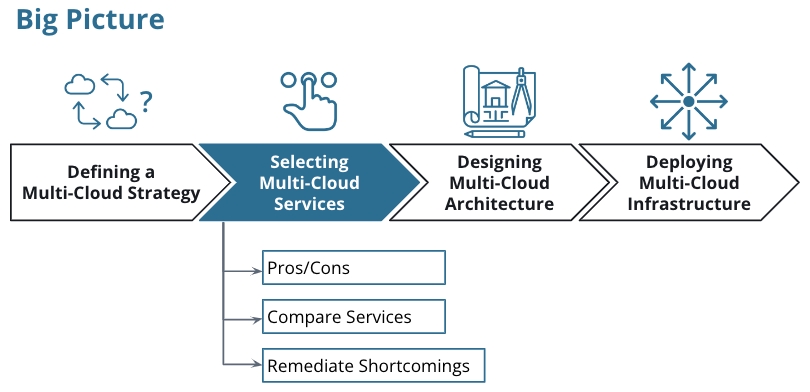 Big Picture
?
Defining a
Multi-Cloud Strategy
Selecting
Multi-Cloud
Services
Designing
Multi-Cloud
Architecture
Deploying
Multi-Cloud
Infrastructure
Pros/Cons
Compare Services
Remediate Shortcomings